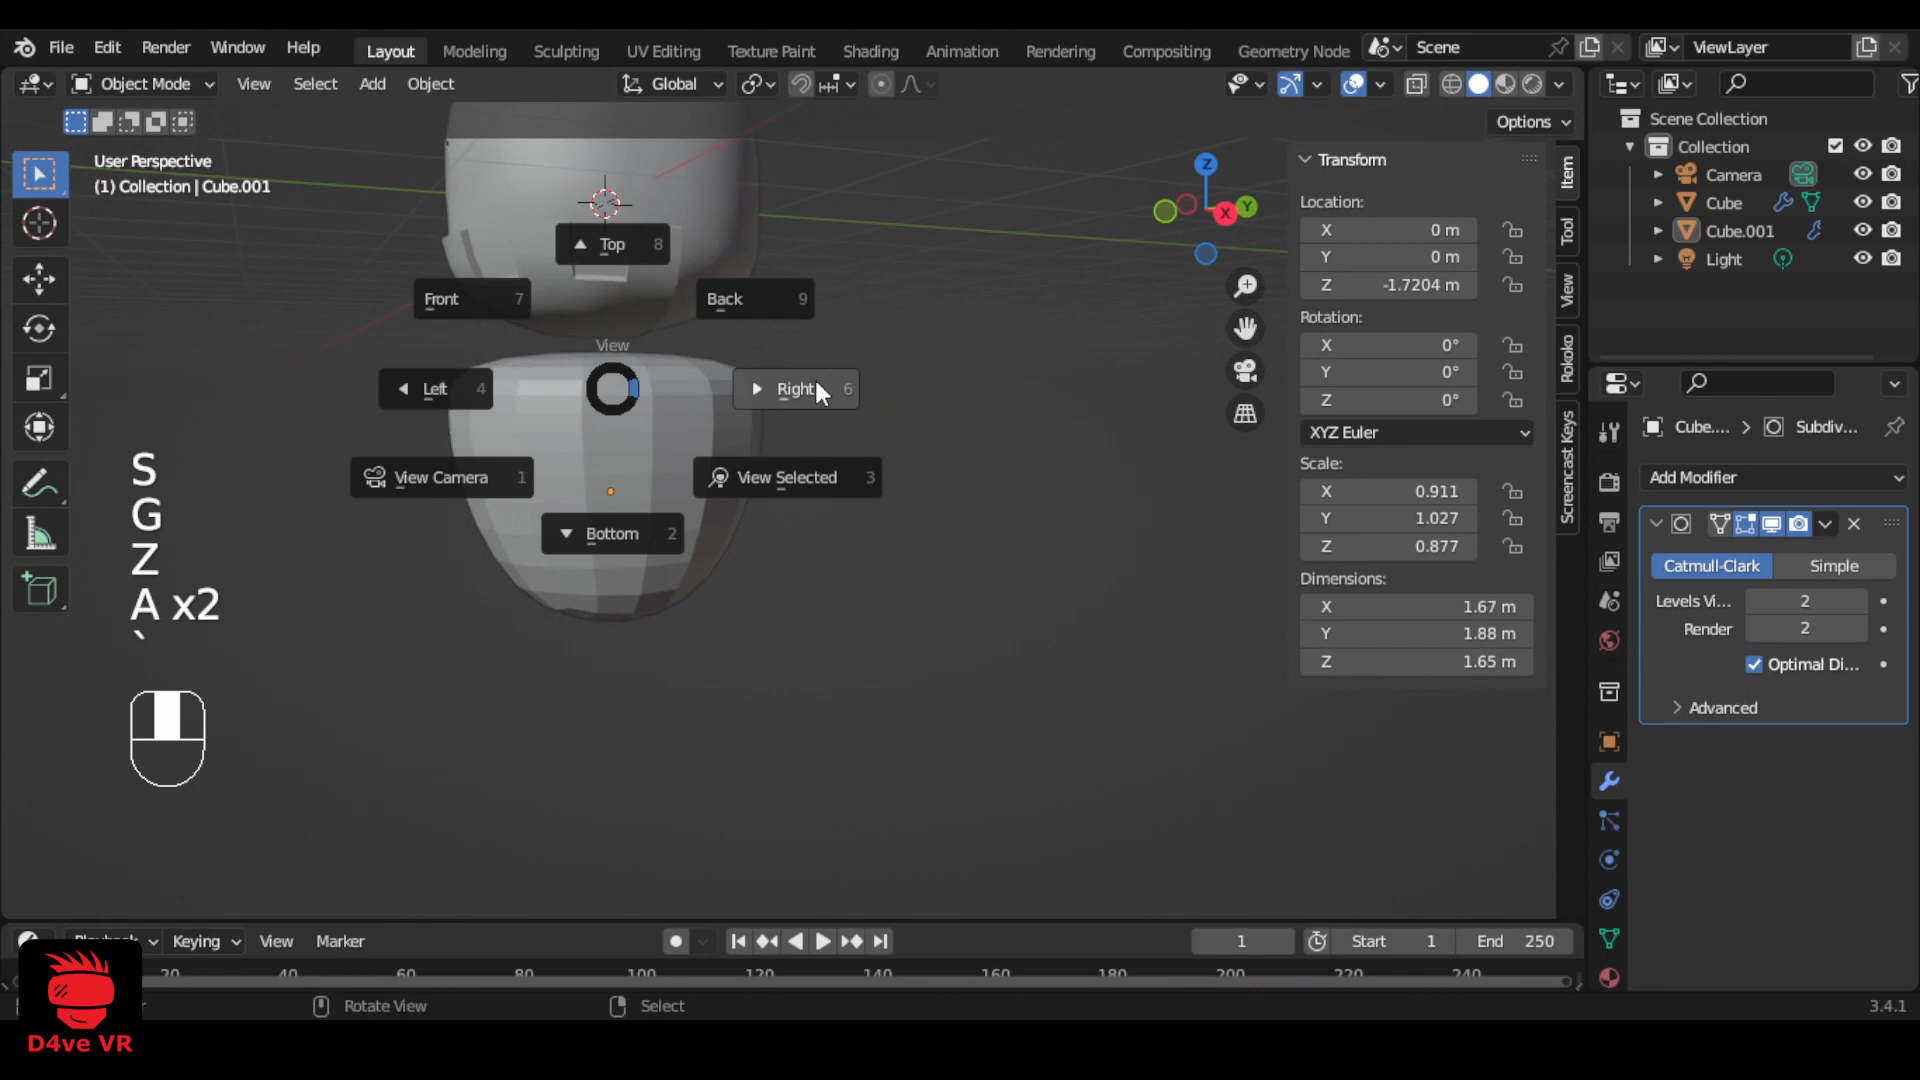 File Edit Render Window Help Layout Modeling Sculpting UV Editing Texture Paint Shading Animation Rendering Compositing Geometry Node Scene ViewLayer
Object Mode View Select Add Object Global
Options
User Perspective
(1) Collection | Cube.001
Top 8
Front 7
Back 9
View
Left 4
Right 6
View Camera 1
View Selected 3
Bottom 2
Z
X
Y
S
G
Z
A x2
`
Transform
Location:
X 0 m
Y 0 m
Z -1.7204 m
Rotation:
X 0°
Y 0°
Z 0°
XYZ Euler
Scale:
X 0.911
Y 1.027
Z 0.877
Dimensions:
X 1.67 m
Y 1.88 m
Z 1.65 m
Item
Tool
View
Rokoko
Screencast Keys
Scene Collection
Collection
Camera
Cube
Cube.001
Light
Cube.... > Subdiv...
Add Modifier
Catmull-Clark Simple
Levels Vi... 2
Render 2
Optimal Di...
Advanced
Keying View Marker 1 Start 1 End 250
20 40 60 80 100 120 140 160 180 200 220 240
Rotate View Select 3.4.1
D4ve VR